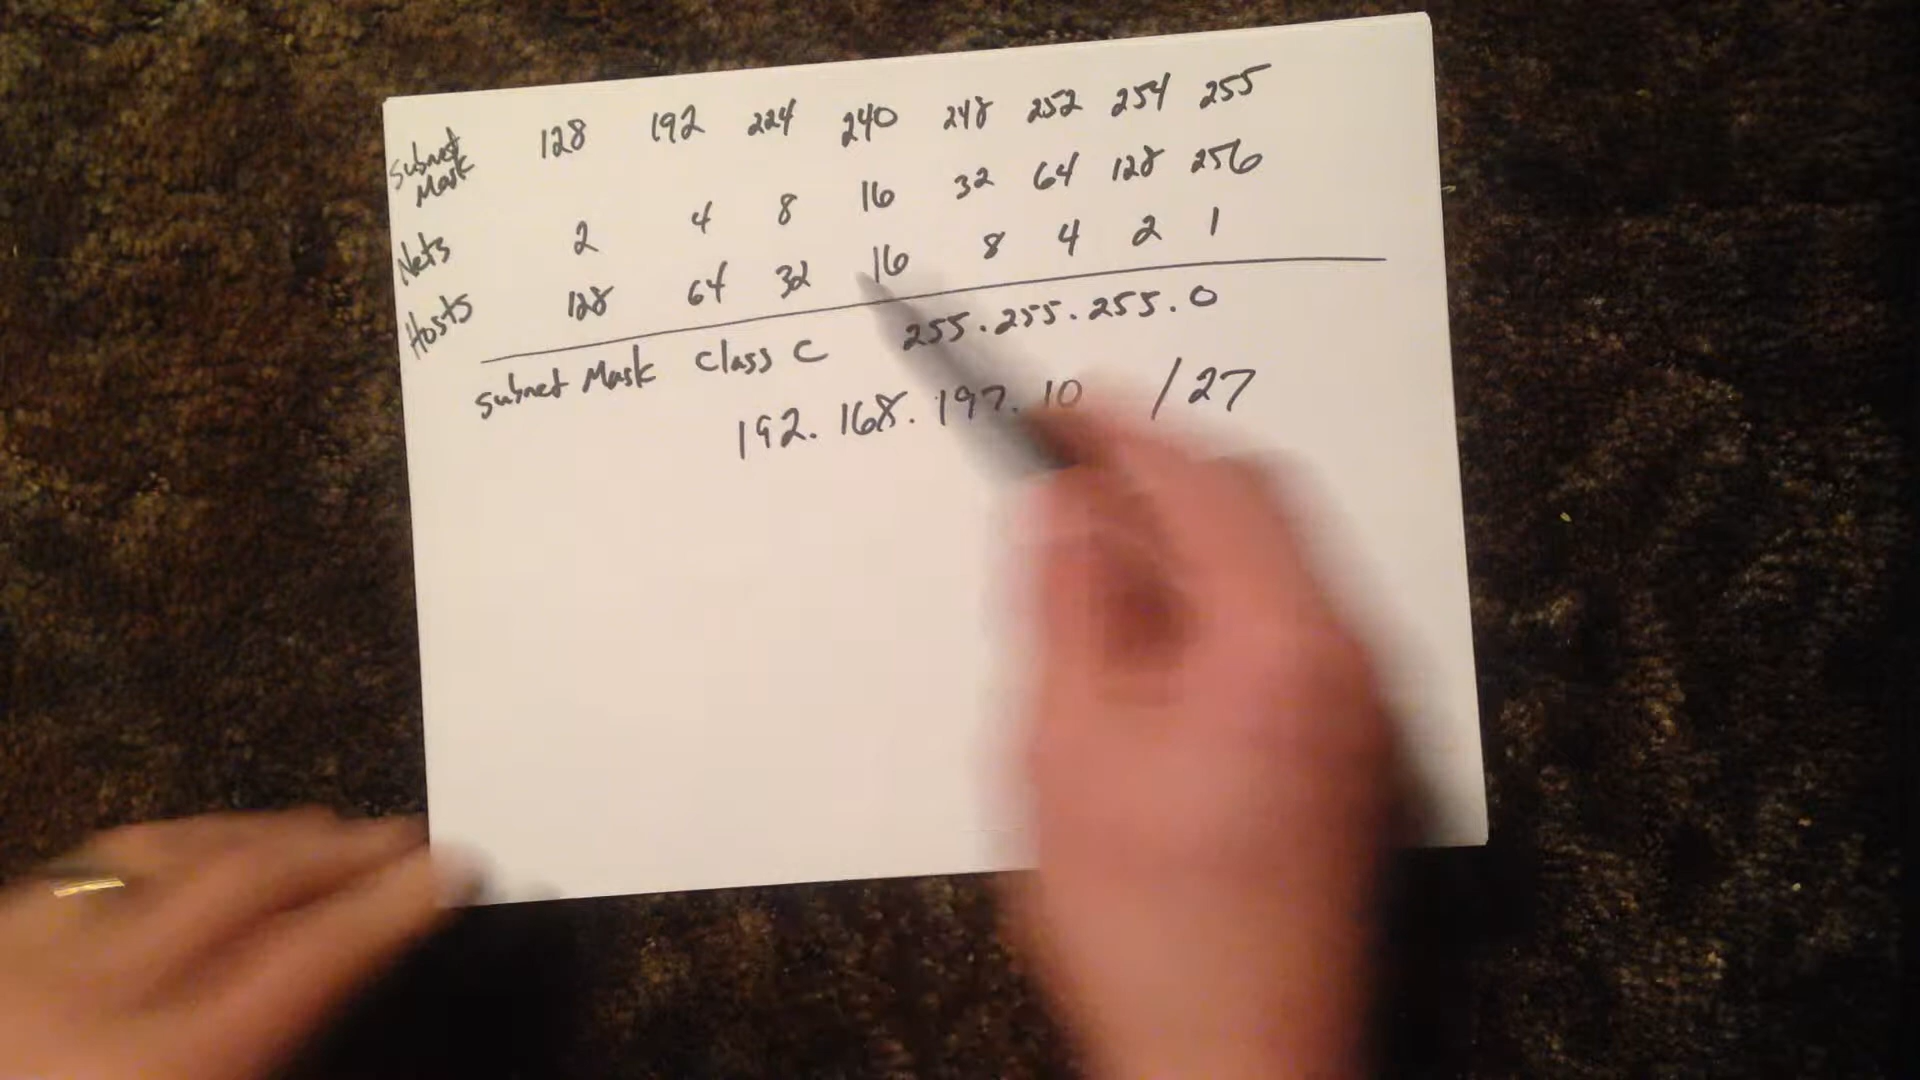 Subnet Mask 128 192 224 240 248 252 254 255
Nets 2 4 8 16 32 64 128 256
Hosts 128 64 32 16 8 4 2 1
Subnet Mask Class C 255.255.255.0
192.168.197.10 /27